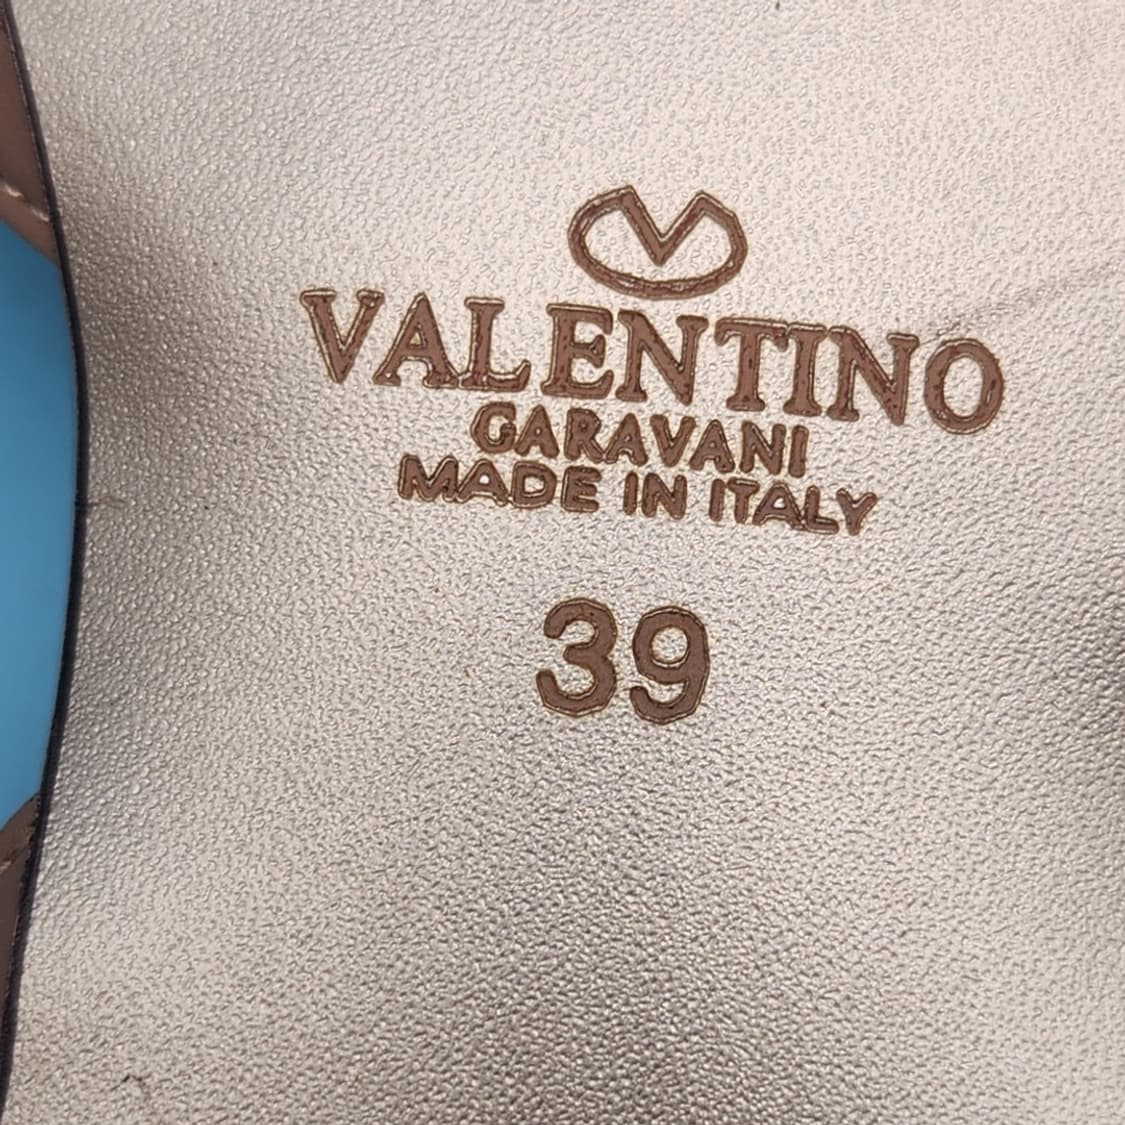 VALENTINO
GARAVANI
MADE IN ITALY
39